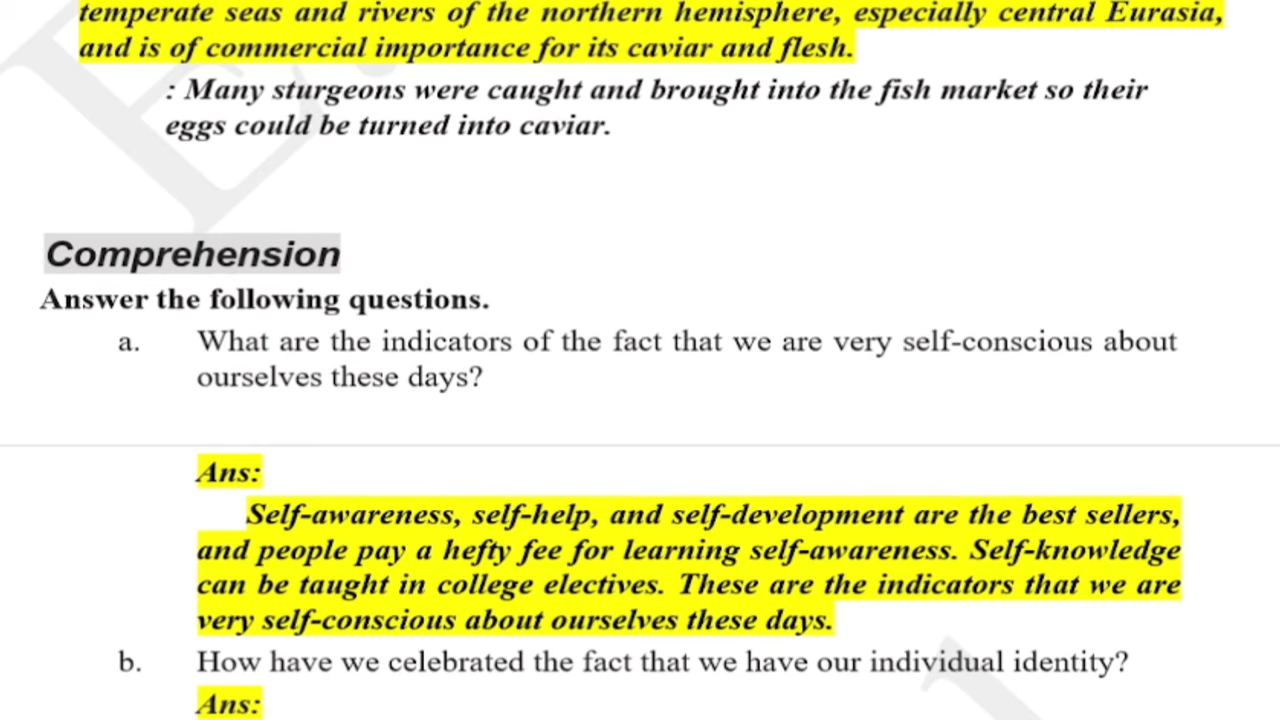 temperate seas and rivers of the northern hemisphere, especially central Eurasia,
and is of commercial importance for its caviar and flesh.
: Many sturgeons were caught and brought into the fish market so their
eggs could be turned into caviar.
Comprehension
Answer the following questions.
a. What are the indicators of the fact that we are very self-conscious about
ourselves these days?
Ans:
Self-awareness, self-help, and self-development are the best sellers,
and people pay a hefty fee for learning self-awareness. Self-knowledge
can be taught in college electives. These are the indicators that we are
very self-conscious about ourselves these days.
b. How have we celebrated the fact that we have our individual identity?
Ans: